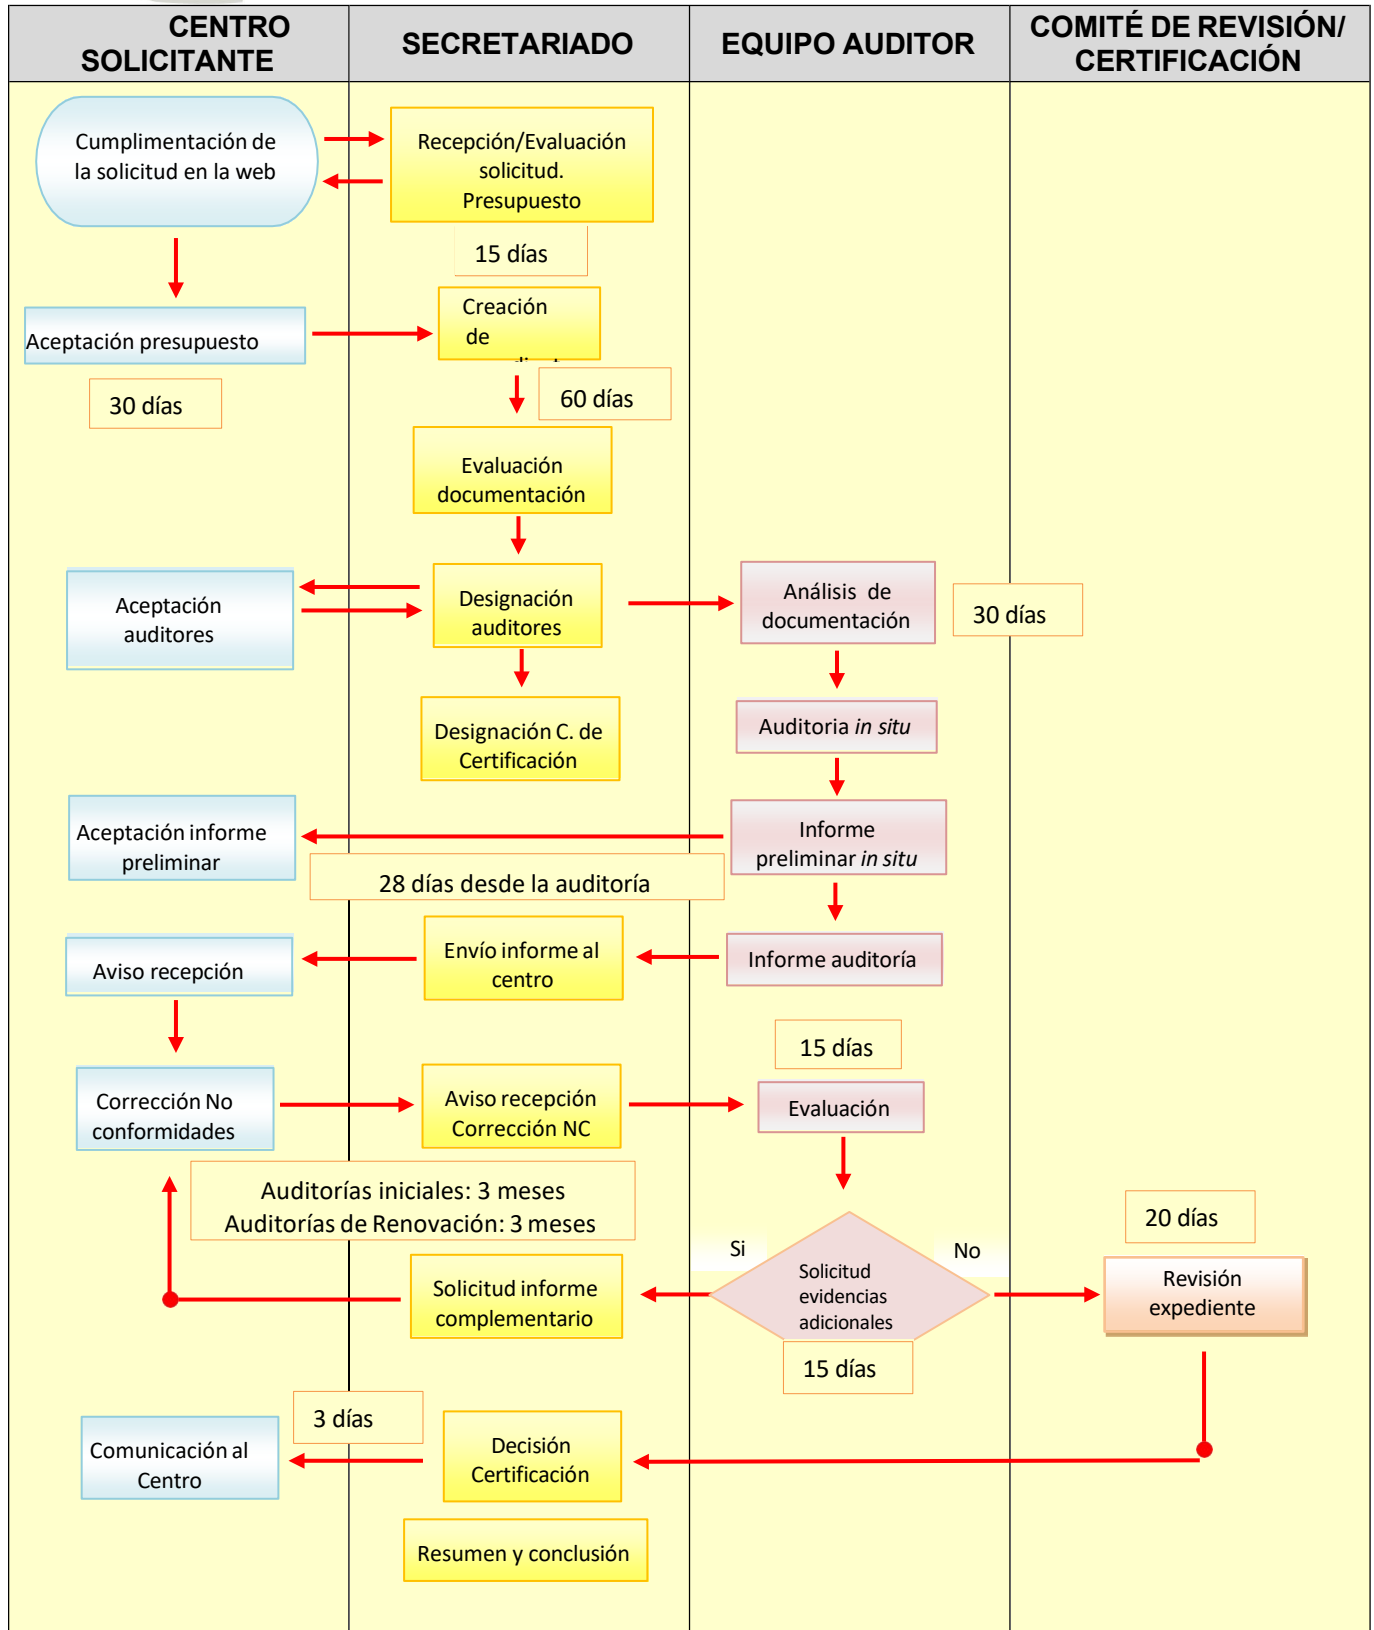 CENTRO
SOLICITANTE
SECRETARIADO
EQUIPO AUDITOR
COMITÉ DE REVISIÓN/
CERTIFICACIÓN
Cumplimentación de
la solicitud en la web
Recepción/Evaluación
solicitud.
Presupuesto
15 días
Aceptación presupuesto
Creación
de
30 días
60 días
Evaluación
documentación
Aceptación
auditores
Designación
auditores
Análisis de
documentación
30 días
Designación C. de
Certificación
Auditoria in situ
Aceptación informe
preliminar
Informe
preliminar in situ
28 días desde la auditoría
Aviso recepción
Envío informe al
centro
Informe auditoría
15 días
Corrección No
conformidades
Aviso recepción
Corrección NC
Evaluación
Auditorías iniciales: 3 meses
Auditorías de Renovación: 3 meses
20 días
Si
No
Solicitud informe
complementario
Solicitud
evidencias
adicionales
Revisión
expediente
15 días
3 días
Comunicación al
Centro
Decisión
Certificación
Resumen y conclusión